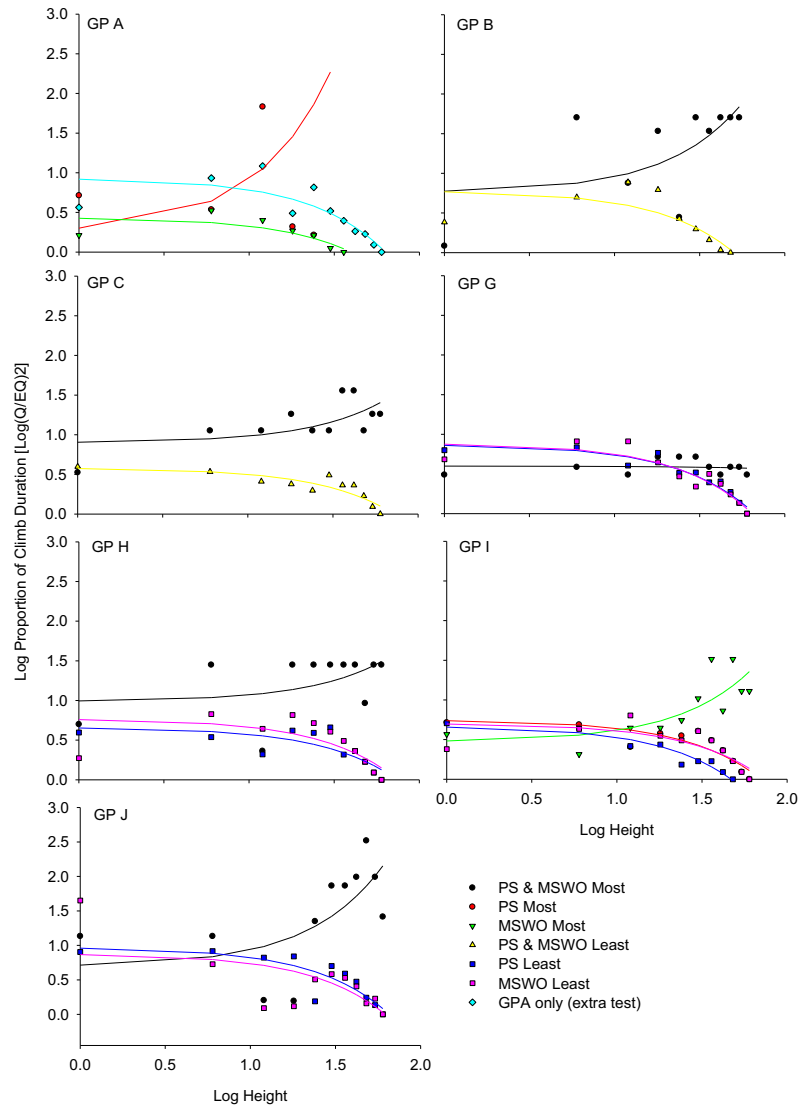 GP A
3.0
2.5
2.0
1.5
1.0
0.5
0.0
GP B
GP C
3.0
2.5
2.0
1.5
1.0
0.5
0.0
GP G
Log Proportion of Climb Duration [Log(Q/EQ)2]
GP H
3.0
2.5
2.0
1.5
1.0
0.5
0.0
GP I
0.0 0.5 1.0 1.5 2.0
Log Height
GP J
3.0
2.5
2.0
1.5
1.0
0.5
0.0
0.0 0.5 1.0 1.5 2.0
Log Height
PS & MSWO Most
PS Most
MSWO Most
PS & MSWO Least
PS Least
MSWO Least
GPA only (extra test)